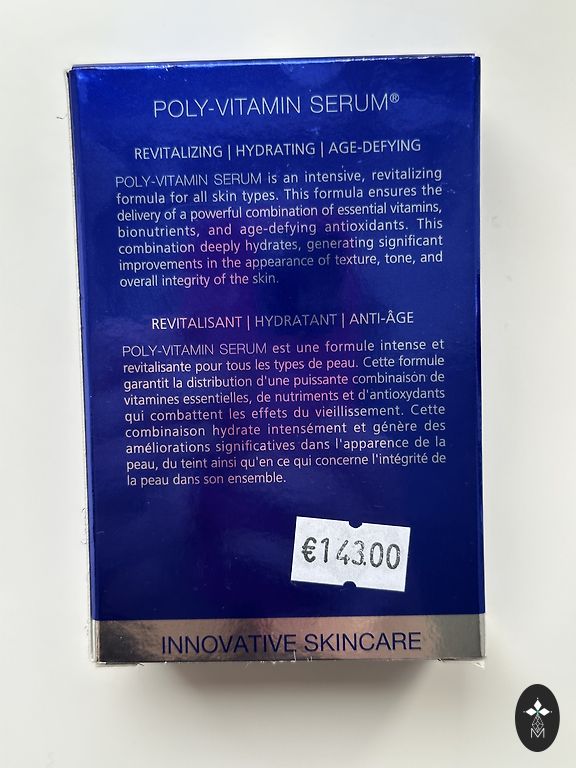 POLY-VITAMIN SERUM®
REVITALIZING | HYDRATING | AGE-DEFYING
POLY-VITAMIN SERUM is an intensive, revitalizing
formula for all skin types. This formula ensures the
delivery of a powerful combination of essential vitamins,
bionutrients, and age-defying antioxidants. This
combination deeply hydrates, generating significant
improvements in the appearance of texture, tone, and
overall integrity of the skin.
REVITALISANT | HYDRATANT | ANTI-ÂGE
POLY-VITAMIN SERUM est une formule intense et
revitalisante pour tous les types de peau. Cette formule
garantit la distribution d'une puissante combinaison de
vitamines essentielles, de nutriments et d'antioxydants
qui combattent les effets du vieillissement. Cette
combinaison hydrate intensément et génère des
améliorations significatives dans l'apparence de la
peau, du teint ainsi qu'en ce qui concerne l'intégrité de
la peau dans son ensemble.
€143.00
INNOVATIVE SKINCARE
M